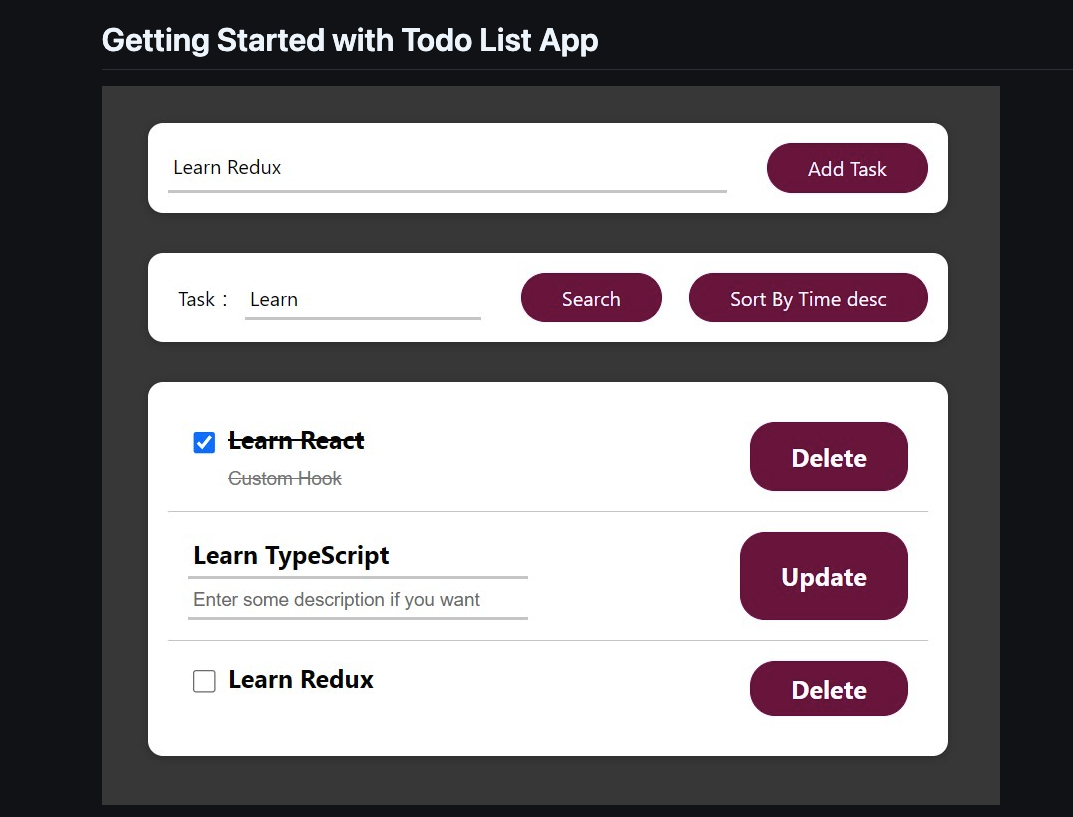 Getting Started with Todo List App
Learn Redux
Add Task
Task : Learn
Search
Sort By Time desc
Learn React
Delete
Custom Hook
Learn TypeScript
Update
Enter some description if you want
Learn Redux
Delete